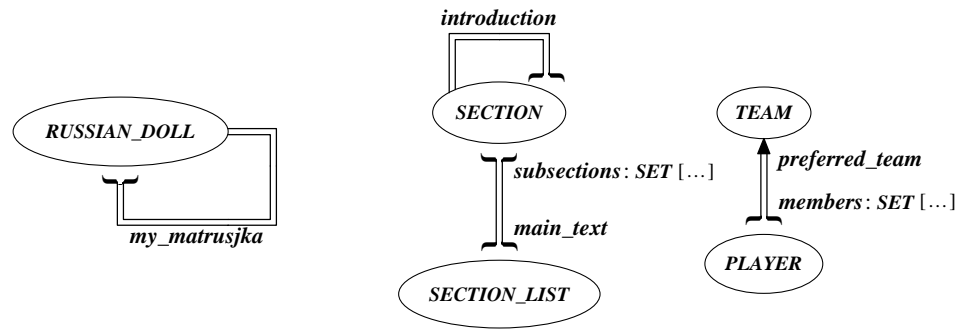 introduction
SECTION
RUSSIAN_DOLL
TEAM
subsections: SET […]
preferred_team
members: SET […]
main_text
my_matrusjka
PLAYER
SECTION_LIST